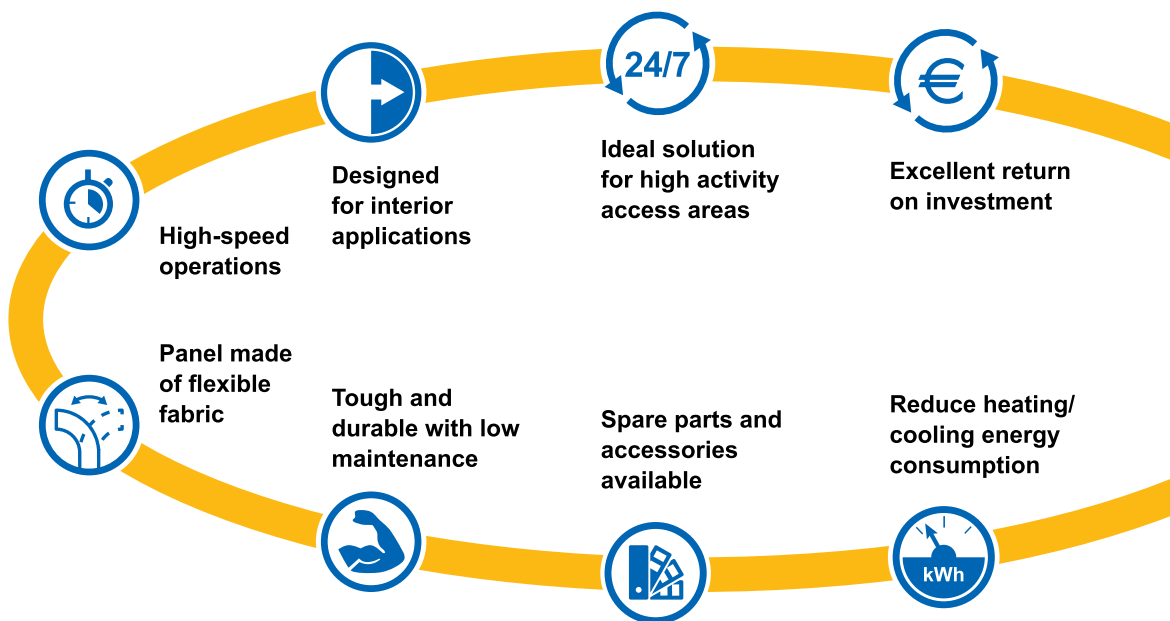 24/7
€
Designed
for interior
applications
Ideal solution
for high activity
access areas
Excellent return
on investment
High-speed
operations
Panel made
of flexible
fabric
Tough and
durable with low
maintenance
Spare parts and
accessories
available
Reduce heating/
cooling energy
consumption
kWh